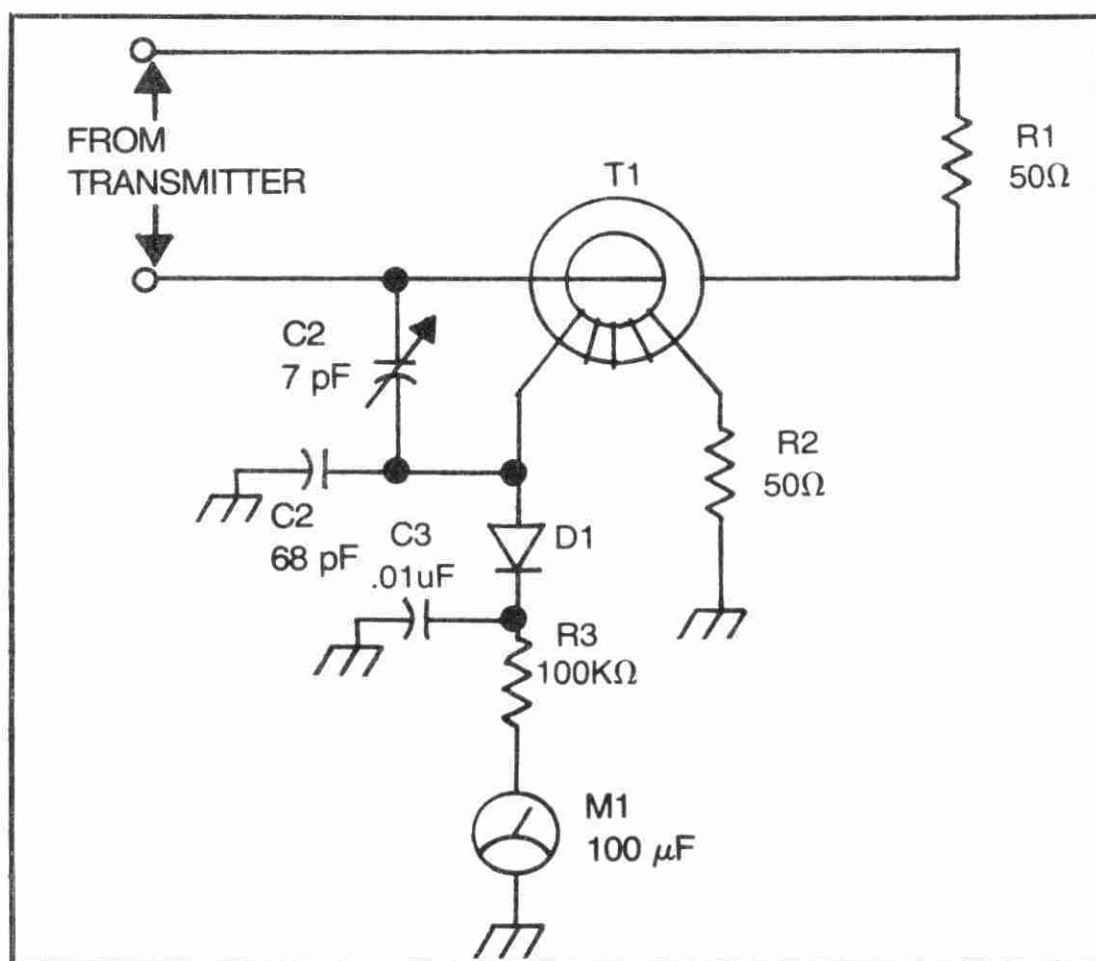 FROM
TRANSMITTER
R1
50Ω
T1
C2
7 pF
R2
50Ω
C2
68 pF
C3
.01uF
D1
R3
100KΩ
M1
100 μF